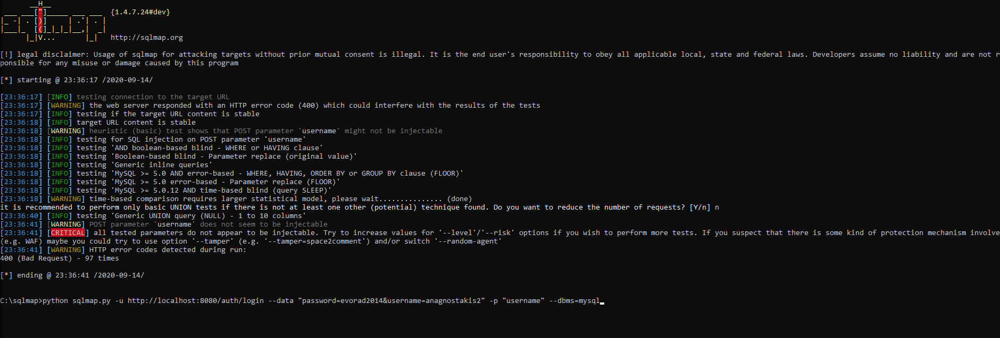 __H__
 ___ ___["]_____ ___ ___  {1.4.7.24#dev}
|_ -| . [)]     | .'| . |
|___|_  [(]_|_|_|__,|  _|
      |_|V...       |_|   http://sqlmap.org
[!] legal disclaimer: Usage of sqlmap for attacking targets without prior mutual consent is illegal. It is the end user's responsibility to obey all applicable local, state and federal laws. Developers assume no liability and are not r
ponsible for any misuse or damage caused by this program
[*] starting @ 23:36:17 /2020-09-14/
[23:36:17] [INFO] testing connection to the target URL
[23:36:17] [WARNING] the web server responded with an HTTP error code (400) which could interfere with the results of the tests
[23:36:17] [INFO] testing if the target URL content is stable
[23:36:18] [INFO] target URL content is stable
[23:36:18] [WARNING] heuristic (basic) test shows that POST parameter 'username' might not be injectable
[23:36:18] [INFO] testing for SQL injection on POST parameter 'username'
[23:36:18] [INFO] testing 'AND boolean-based blind - WHERE or HAVING clause'
[23:36:18] [INFO] testing 'Boolean-based blind - Parameter replace (original value)'
[23:36:18] [INFO] testing 'Generic inline queries'
[23:36:18] [INFO] testing 'MySQL >= 5.0 AND error-based - WHERE, HAVING, ORDER BY or GROUP BY clause (FLOOR)'
[23:36:18] [INFO] testing 'MySQL >= 5.0 error-based - Parameter replace (FLOOR)'
[23:36:18] [INFO] testing 'MySQL >= 5.0.12 AND time-based blind (query SLEEP)'
[23:36:18] [WARNING] time-based comparison requires larger statistical model, please wait............... (done)
it is recommended to perform only basic UNION tests if there is not at least one other (potential) technique found. Do you want to reduce the number of requests? [Y/n] n
[23:36:40] [INFO] testing 'Generic UNION query (NULL) - 1 to 10 columns'
[23:36:41] [WARNING] POST parameter 'username' does not seem to be injectable
[23:36:41] [CRITICAL] all tested parameters do not appear to be injectable. Try to increase values for '--level'/'--risk' options if you wish to perform more tests. If you suspect that there is some kind of protection mechanism involve
(e.g. WAF) maybe you could try to use option '--tamper' (e.g. '--tamper=space2comment') and/or switch '--random-agent'
[23:36:41] [WARNING] HTTP error codes detected during run:
400 (Bad Request) - 97 times
[*] ending @ 23:36:41 /2020-09-14/
C:\sqlmap>python sqlmap.py -u http://localhost:8080/auth/login --data "password=evorad2014&username=anagnostakis2" -p "username" --dbms=mysql